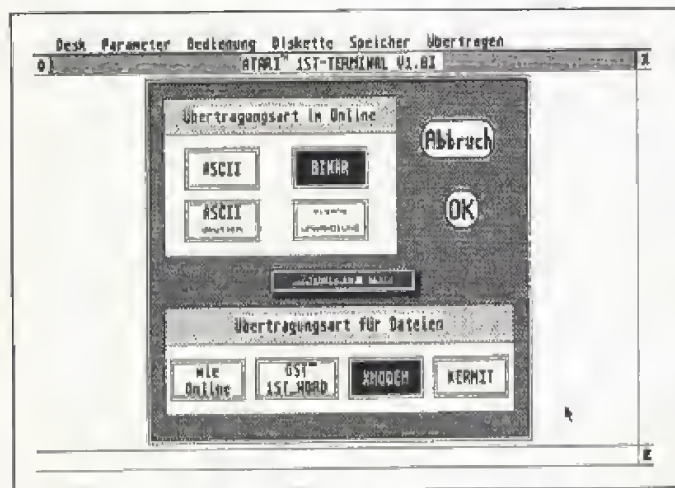 Desk Parameter Bedienung Diskette Speicher Übertragen
ATARI™ 1ST-TERMINAL V1.01
Übertragungsart im Online
Abbruch
ASCII BINÄR
ASCII
OK
Übertragungsart für Dateien
wie Online
GST™ 1ST_WORD
XMODEM
KERMIT